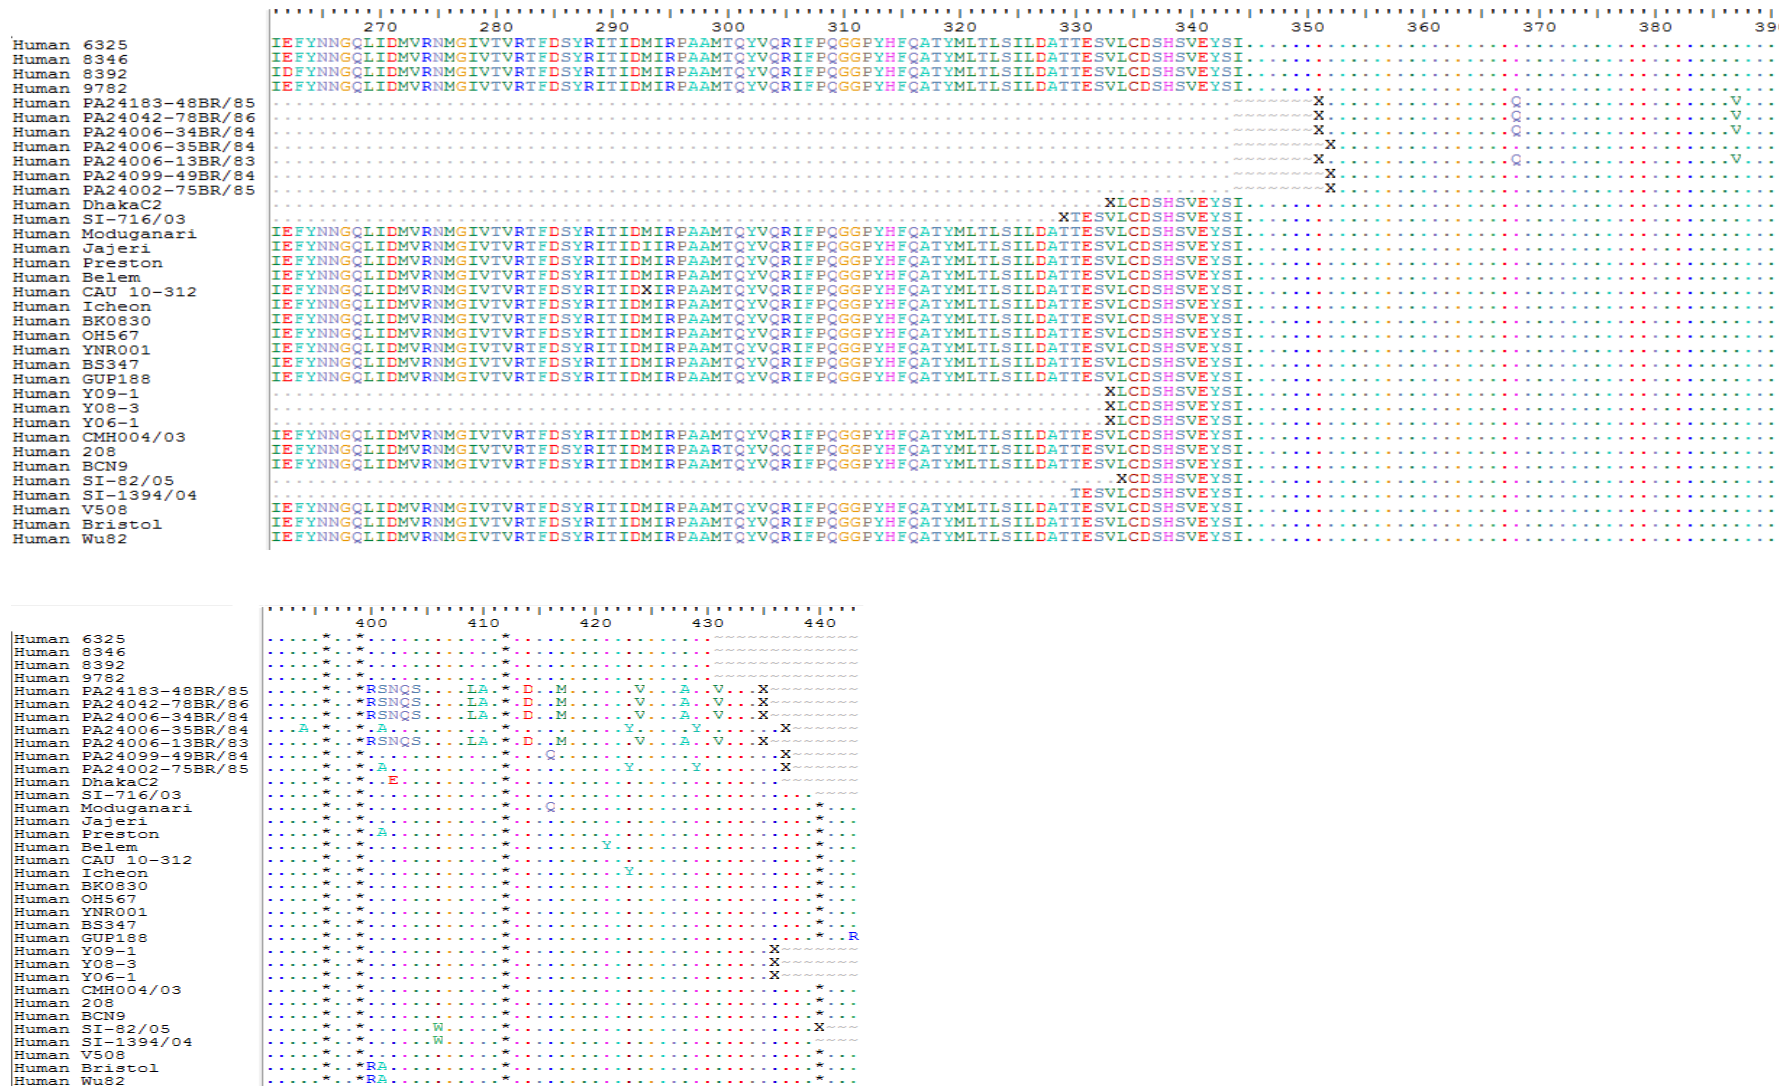 270 280 290 300 310 320 330 340 350 360 370 380 390
Human 6325 IEFYNNGQLIDMVRNMGIVTVRTFDSYRITIDMIRPAAMTQYVQRIFPQGGPYHFQATYMLTLSILDATTESVLCDSHSVEYSI
Human 8346 IEFYNNGQLIDMVRNMGIVTVRTFDSYRITIDMIRPAAMTQYVQRIFPQGGPYHFQATYMLTLSILDATTESVLCDSHSVEYSI
Human 8392 IDFYNNGQLIDMVRNMGIVTVRTFDSYRITIDMIRPAAMTQYVQRIFPQGGPYHFQATYMLTLSILDATTESVLCDSHSVEYSI
Human 9782 IEFYNNGQLIDMVRNMGIVTVRTFDSYRITIDMIRPAAMTQYVQRIFPQGGPYHFQATYMLTLSILDATTESVLCDSHSVEYSI
Human PA24183-48BR/85 ~~~~~~~X Q V
Human PA24042-78BR/86 ~~~~~~~X Q V
Human PA24006-34BR/84 ~~~~~~~X Q V
Human PA24006-35BR/84 ~~~~~~~~X
Human PA24006-13BR/83 ~~~~~~~X Q V
Human PA24099-49BR/84 ~~~~~~~~X
Human PA24002-75BR/85 ~~~~~~~~X
Human DhakaC2 XLCDSHSVEYSI
Human SI-716/03 XTESVLCDSHSVEYSI
Human Moduganari IEFYNNGQLIDMVRNMGIVTVRTFDSYRITIDMIRPAAMTQYVQRIFPQGGPYHFQATYMLTLSILDATTESVLCDSHSVEYSI
Human Jajeri IEFYNNGQLIDMVRNMGIVTVRTFDSYRITIDIIRPAAMTQYVQRIFPQGGPYHFQATYMLTLSILDATTESVLCDSHSVEYSI
Human Preston IEFYNNGQLIDMVRNMGIVTVRTFDSYRITIDMIRPAAMTQYVQRIFPQGGPYHFQATYMLTLSILDATTESVLCDSHSVEYSI
Human Belem IEFYNNGQLIDMVRNMGIVTVRTFDSYRITIDMIRPAAMTQYVQRIFPQGGPYHFQATYMLTLSILDATTESVLCDSHSVEYSI
Human CAU 10-312 IEFYNNGQLIDMVRNMGIVTVRTFDSYRITIDXIRPAAMTQYVQRIFPQGGPYHFQATYMLTLSILDATTESVLCDSHSVEYSI
Human Icheon IEFYNNGQLIDMVRNMGIVTVRTFDSYRITIDMIRPAAMTQYVQRIFPQGGPYHFQATYMLTLSILDATTESVLCDSHSVEYSI
Human BK0830 IEFYNNGQLIDMVRNMGIVTVRTFDSYRITIDMIRPAAMTQYVQRIFPQGGPYHFQATYMLTLSILDATTESVLCDSHSVEYSI
Human OH567 IEFYNNGQLIDMVRNMGIVTVRTFDSYRITIDMIRPAAMTQYVQRIFPQGGPYHFQATYMLTLSILDATTESVLCDSHSVEYSI
Human YNR001 IEFYNNGQLIDMVRNMGIVTVRTFDSYRITIDMIRPAAMTQYVQRIFPQGGPYHFQATYMLTLSILDATTESVLCDSHSVEYSI
Human BS347 IEFYNNGQLIDMVRNMGIVTVRTFDSYRITIDMIRPAAMTQYVQRIFPQGGPYHFQATYMLTLSILDATTESVLCDSHSVEYSI
Human GUP188 IEFYNNGQLIDMVRNMGIVTVRTFDSYRITIDMIRPAAMTQYVQRIFPQGGPYHFQATYMLTLSILDATTESVLCDSHSVEYSI
Human Y09-1 XLCDSHSVEYSI
Human Y08-3 XLCDSHSVEYSI
Human Y06-1 XLCDSHSVEYSI
Human CMH004/03 IEFYNNGQLIDMVRNMGIVTVRTFDSYRITIDMIRPAAMTQYVQRIFPQGGPYHFQATYMLTLSILDATTESVLCDSHSVEYSI
Human 208 IEFYNNGQLIDMVRNMGIVTVRTFDSYRITIDMIRPAARTQYVQQIFPQGGPYHFQATYMLTLSILDATTESVLCDSHSVEYSI
Human BCN9 IEFYNNGQLIDMVRNMGIVTVRTFDSYRITIDMIRPAAMTQYVQRIFPQGGPYHFQATYMLTLSILDATTESVLCDSHSVEYSI
Human SI-82/05 XCDSHSVEYSI
Human SI-1394/04 TESVLCDSHSVEYSI
Human V508 IEFYNNGQLIDMVRNMGIVTVRTFDSYRITIDMIRPAAMTQYVQRIFPQGGPYHFQATYMLTLSILDATTESVLCDSHSVEYSI
Human Bristol IEFYNNGQLIDMVRNMGIVTVRTFDSYRITIDMIRPAAMTQYVQRIFPQGGPYHFQATYMLTLSILDATTESVLCDSHSVEYSI
Human Wu82 IEFYNNGQLIDMVRNMGIVTVRTFDSYRITIDMIRPAAMTQYVQRIFPQGGPYHFQATYMLTLSILDATTESVLCDSHSVEYSI
400 410 420 430 440
Human 6325 * * *
Human 8346 * * *
Human 8392 * * *
Human 9782 * * *
Human PA24183-48BR/85 * * RSNQS LA * D M V A V X
Human PA24042-78BR/86 * * RSNQS LA * D M V A V X
Human PA24006-34BR/84 * * RSNQS LA * D M V A V X
Human PA24006-35BR/84 A * * A * Y Y X
Human PA24006-13BR/83 * * RSNQS LA * D M V A V X
Human PA24099-49BR/84 * * * Q X
Human PA24002-75BR/85 * * A * Y Y X
Human DhakaC2 * * E *
Human SI-716/03 * * *
Human Moduganari * * * Q *
Human Jajeri * * * *
Human Preston * * A * *
Human Belem * * * Y *
Human CAU 10-312 * * * *
Human Icheon * * * Y *
Human BK0830 * * * *
Human OH567 * * * *
Human YNR001 * * * *
Human BS347 * * * *
Human GUP188 * * * * R
Human Y09-1 * * * X
Human Y08-3 * * * X
Human Y06-1 * * * X
Human CMH004/03 * * * *
Human 208 * * * *
Human BCN9 * * * *
Human SI-82/05 * * W * X
Human SI-1394/04 * * W *
Human V508 * * * *
Human Bristol * * RA * *
Human Wu82 * * RA * *